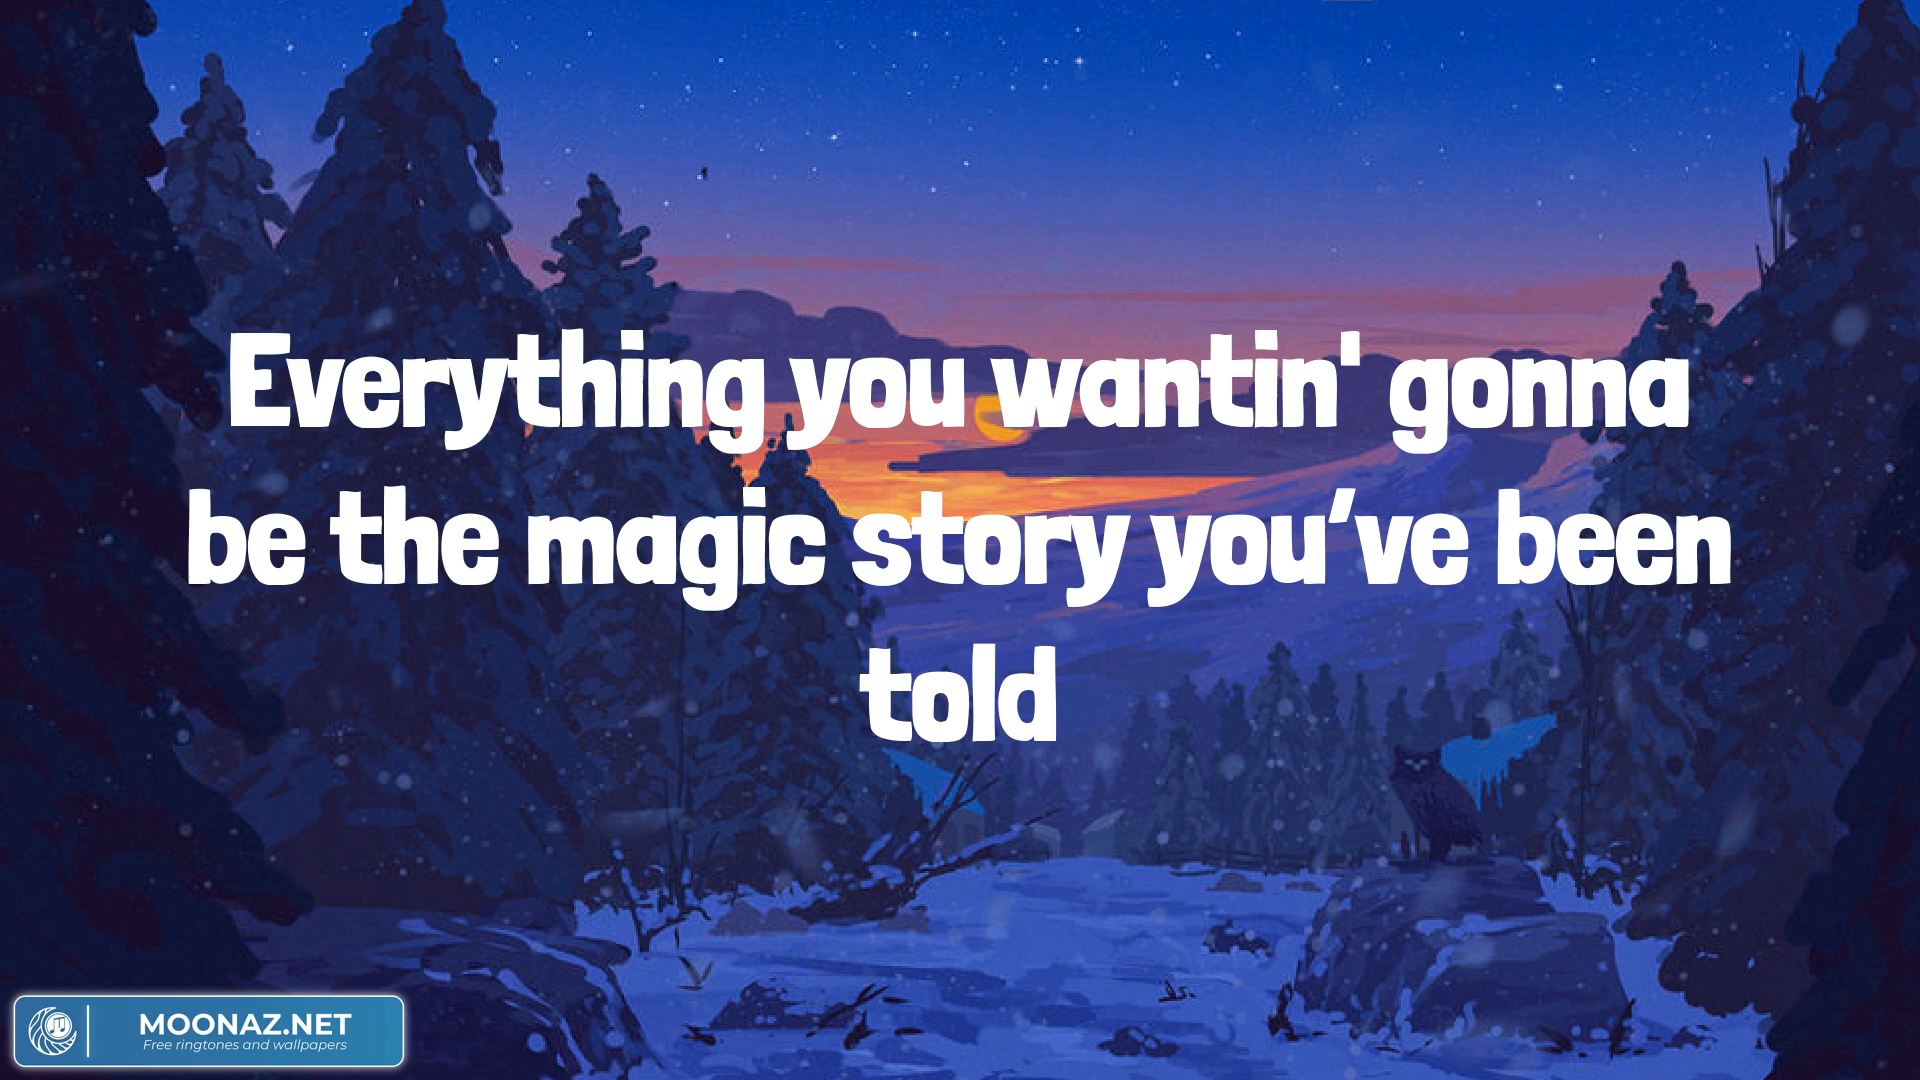 Everything you wantin' gonna
be the magic story you’ve been
told
MOONAZ.NET
Free ringtones and wallpapers